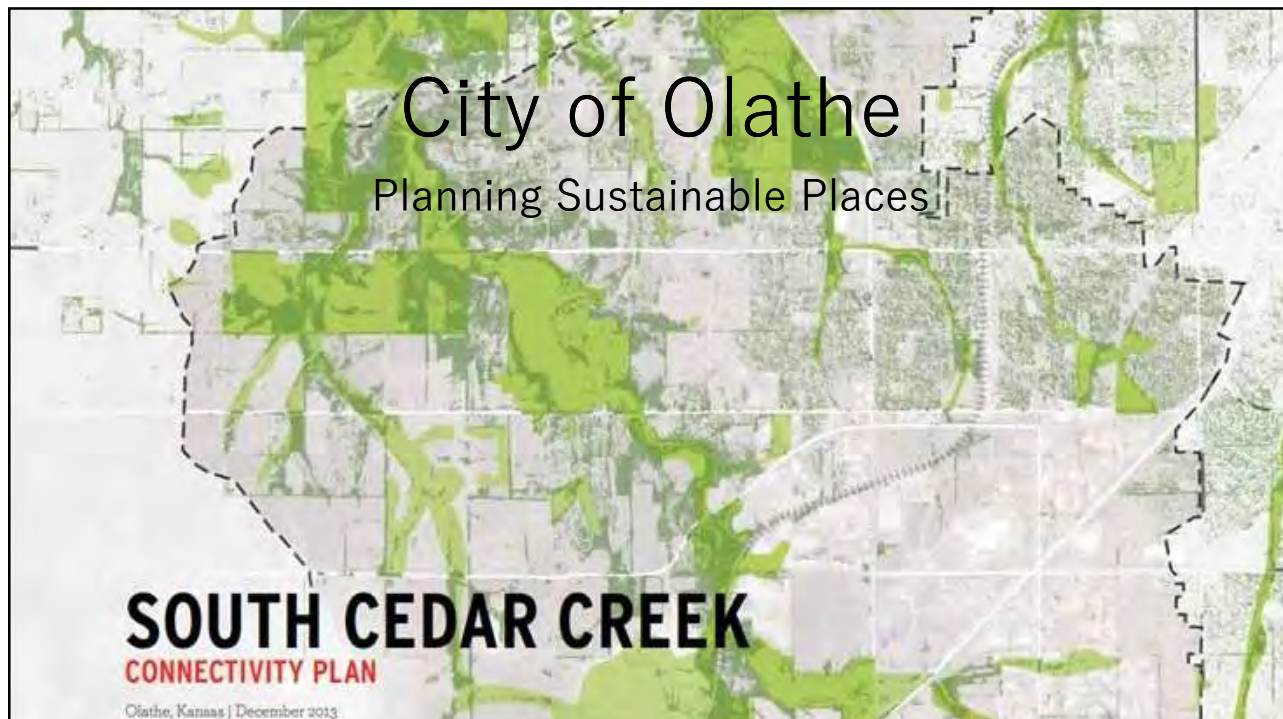 City of Olathe
Planning Sustainable Places
SOUTH CEDAR CREEK
CONNECTIVITY PLAN
Olathe, Kansas | December 2013